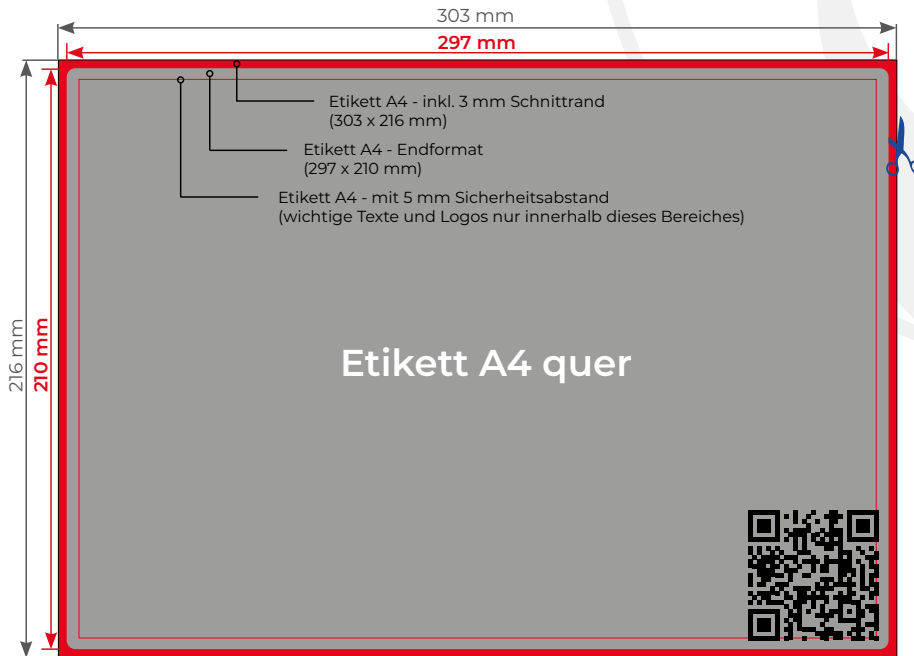 303 mm
297 mm
Etikett A4 - inkl. 3 mm Schnittrand
(303 x 216 mm)
Etikett A4 - Endformat
(297 x 210 mm)
Etikett A4 - mit 5 mm Sicherheitsabstand
(wichtige Texte und Logos nur innerhalb dieses Bereiches)
216 mm
210 mm
Etikett A4 quer